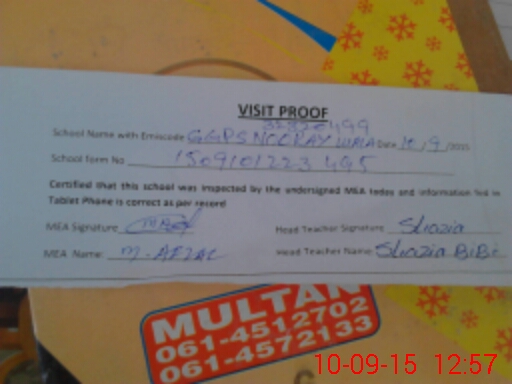 VISIT PROOF
32320499
School Name with Emiscode GGPS NOORAY WALA Date 10/9/2015
School form No 1509101223495
Certified that this school was inspected by the undersigned MEA today and information fed in
Tablet Phone is correct as per record
MEA Signature Head Teacher Signature Shazia
MEA Name: M. AFZAL Head Teacher Name Shazia BiBi
MULTAN
061-4512702
061-4572133
10-09-15 12:57